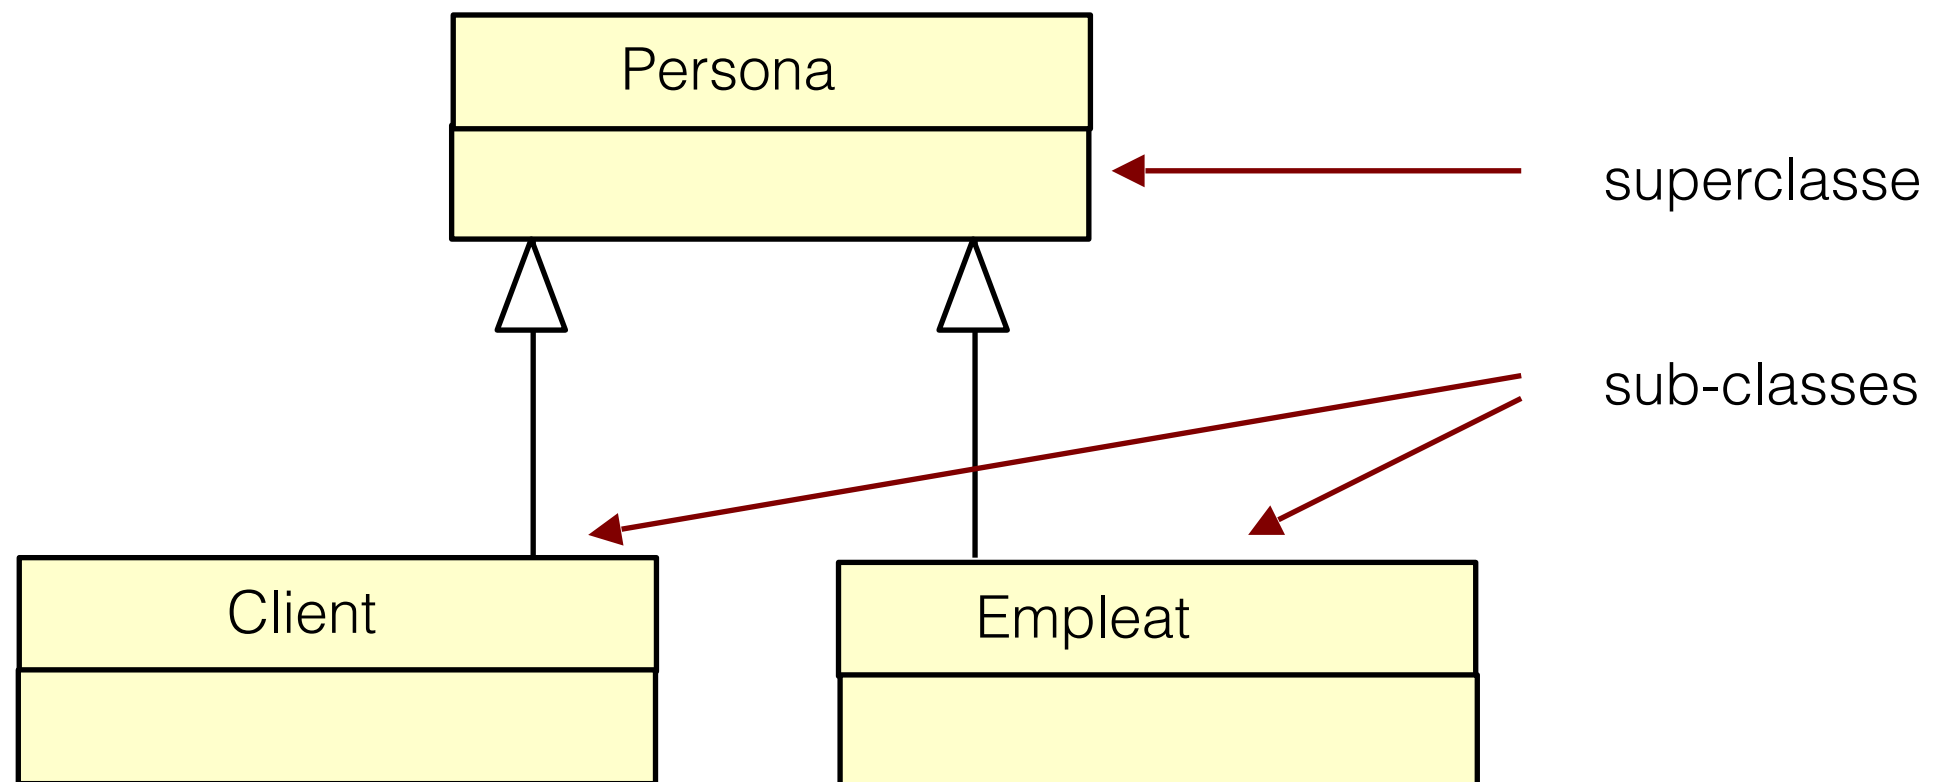 Persona
superclasse
sub-classes
Client
Empleat